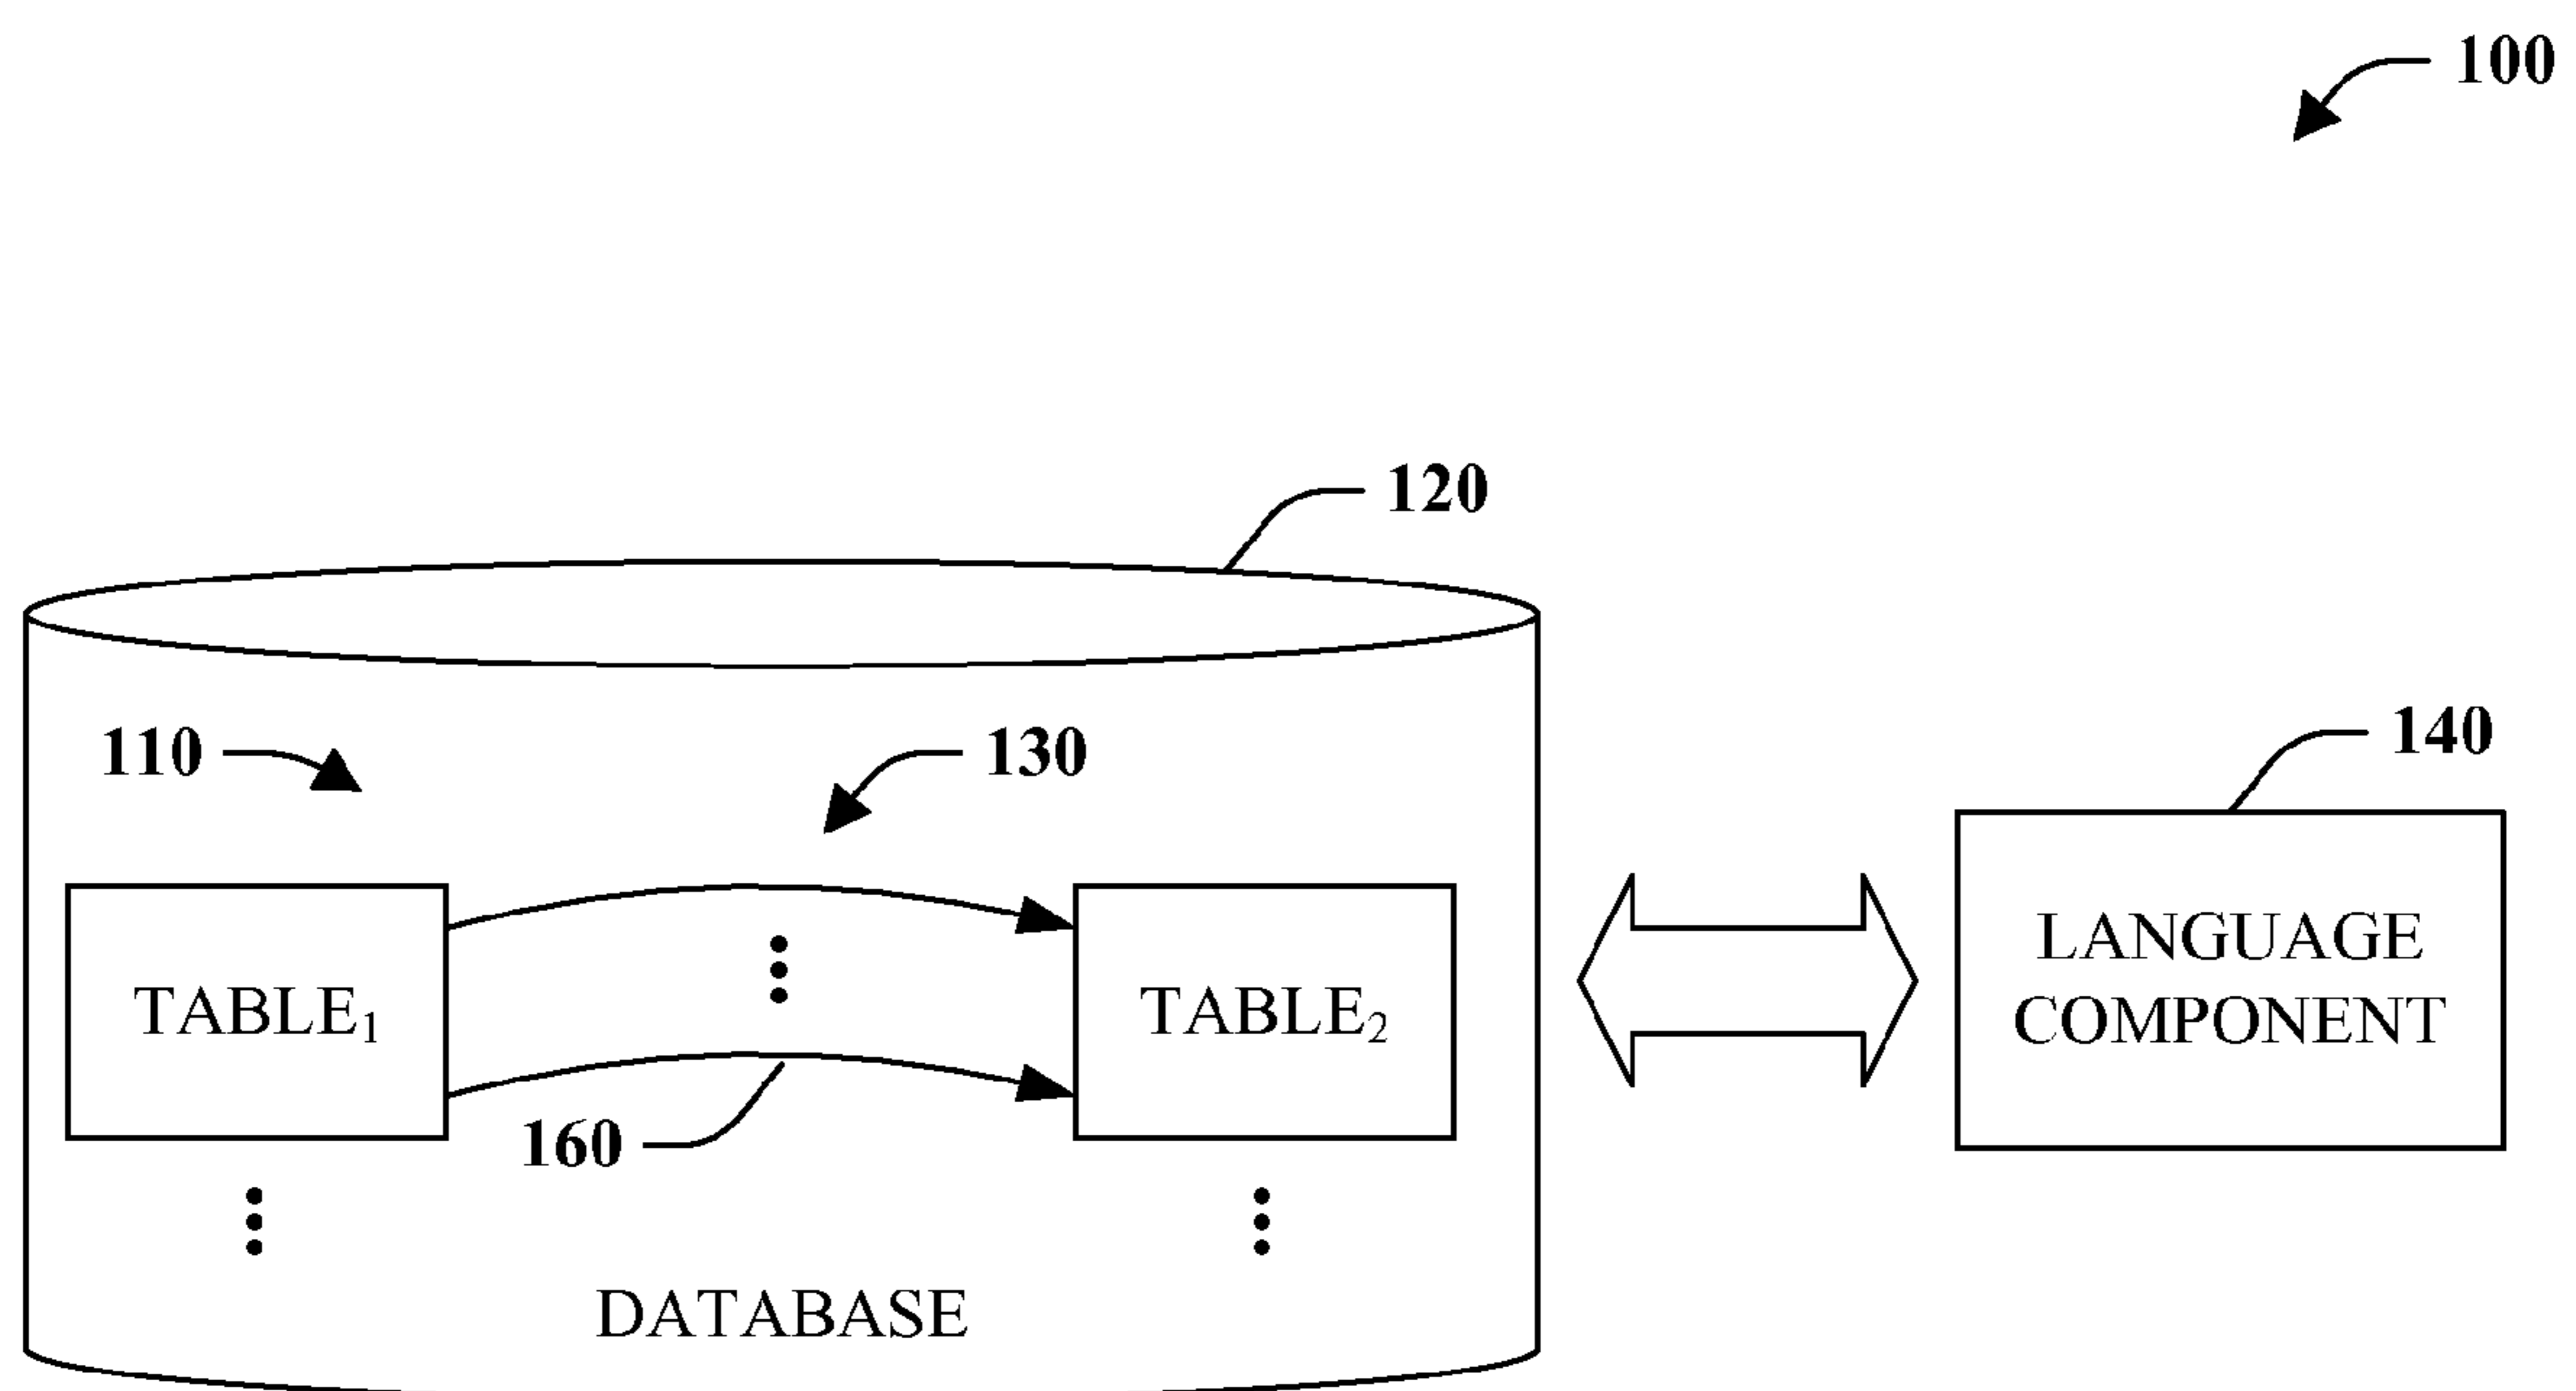 100
120
110
130
140
TABLE₁
TABLE₂
LANGUAGE
COMPONENT
160
DATABASE